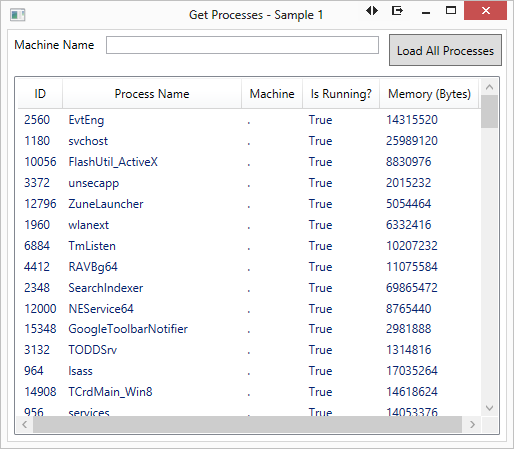 Get Processes - Sample 1
Machine Name Load All Processes
ID Process Name Machine Is Running? Memory (Bytes)
2560 EvtEng . True 14315520
1180 svchost . True 25989120
10056 FlashUtil_ActiveX . True 8830976
3372 unsecapp . True 2015232
12796 ZuneLauncher . True 5054464
1960 wlanext . True 6332416
6884 TmListen . True 10207232
4412 RAVBg64 . True 11075584
2348 SearchIndexer . True 69865472
12000 NEService64 . True 8765440
15348 GoogleToolbarNotifier . True 2981888
3132 TODDSrv . True 1314816
964 lsass . True 17035264
14908 TCrdMain_Win8 . True 14618624
956 services . True 14053376